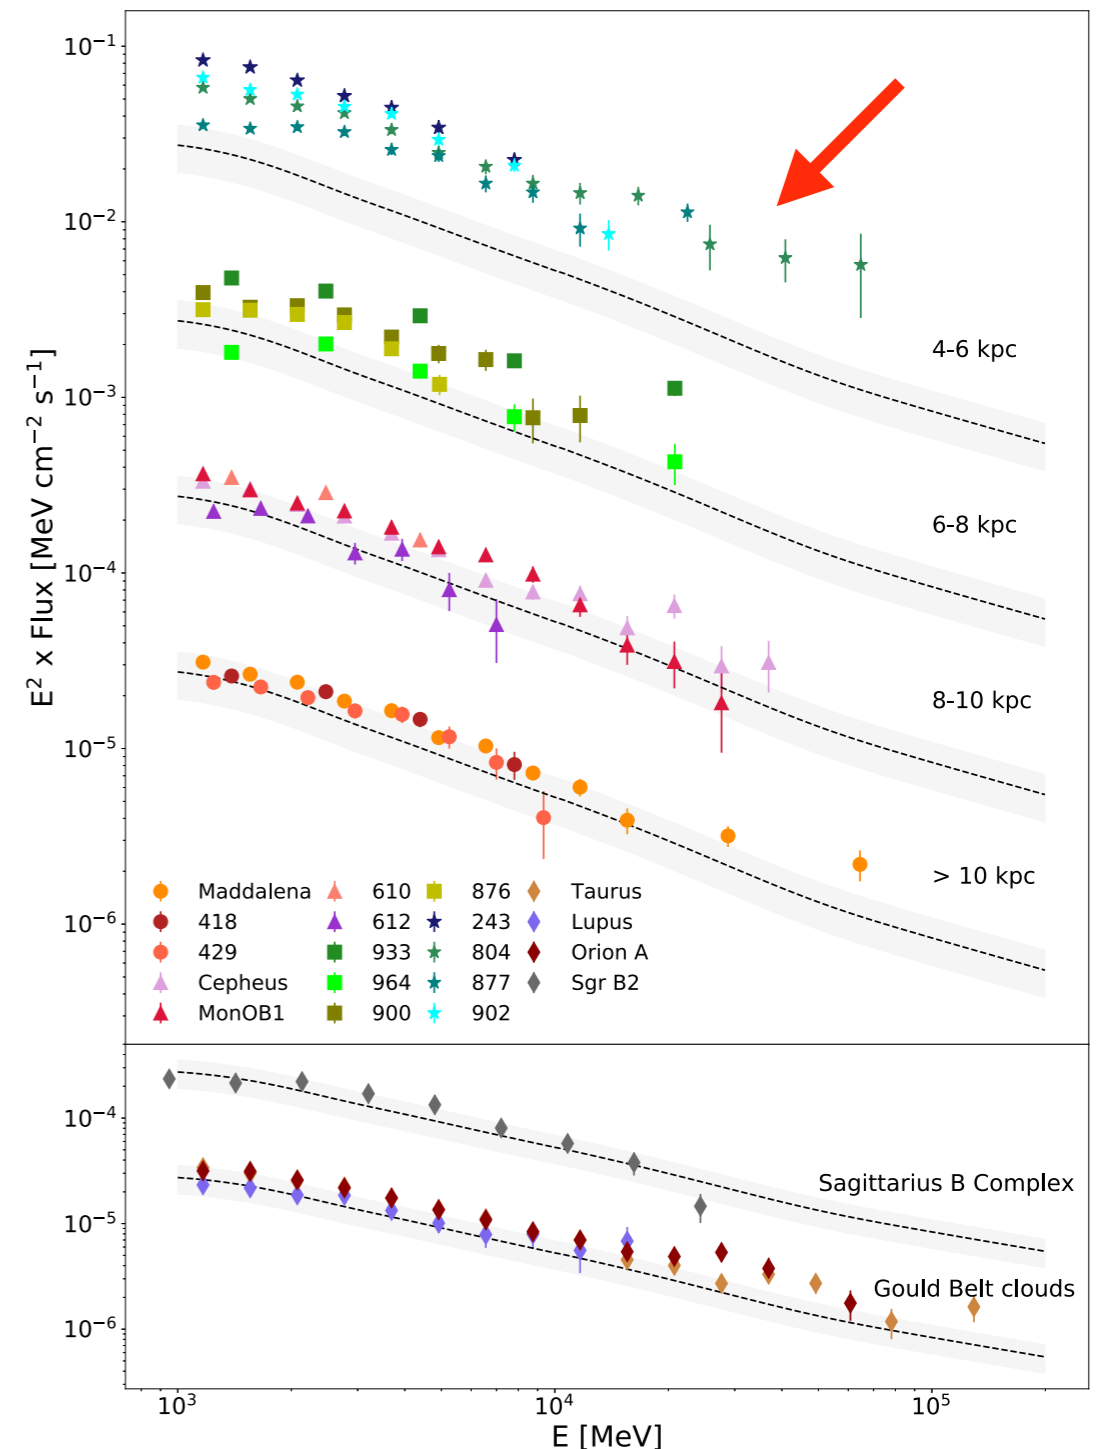 10⁻¹
10⁻²
4-6 kpc
10⁻³
6-8 kpc
10⁻⁴
8-10 kpc
10⁻⁵
> 10 kpc
10⁻⁶
E² x Flux [MeV cm⁻² s⁻¹]
Maddalena 610 876 Taurus
418 612 243 Lupus
429 933 804 Orion A
Cepheus 964 877 Sgr B2
MonOB1 900 902
10⁻⁴
Sagittarius B Complex
10⁻⁵
Gould Belt clouds
10⁻⁶
10³ 10⁴ 10⁵
E [MeV]